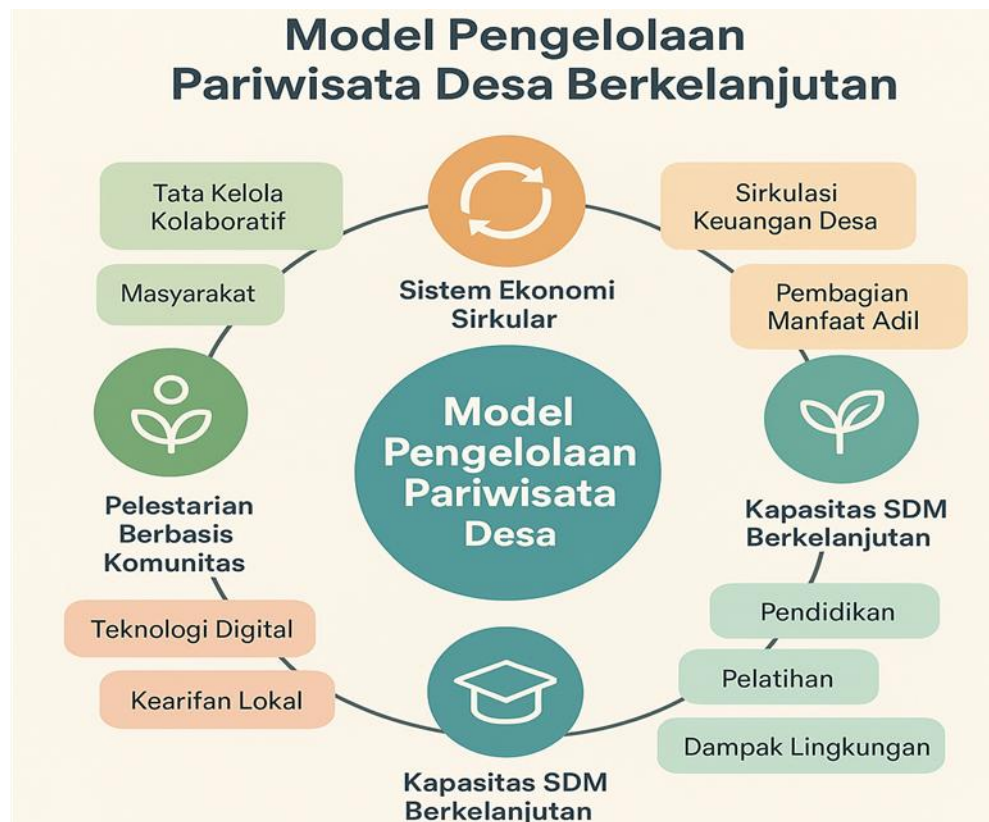 Model Pengelolaan
Pariwisata Desa Berkelanjutan
Tata Kelola
Kolaboratif
Masyarakat
Sistem Ekonomi
Sirkular
Sirkulasi
Keuangan Desa
Pembagian
Manfaat Adil
Model
Pengelolaan
Pariwisata
Desa
Pelestarian
Berbasis
Komunitas
Kapasitas SDM
Berkelanjutan
Teknologi Digital
Kearifan Lokal
Pendidikan
Pelatihan
Dampak Lingkungan
Kapasitas SDM
Berkelanjutan